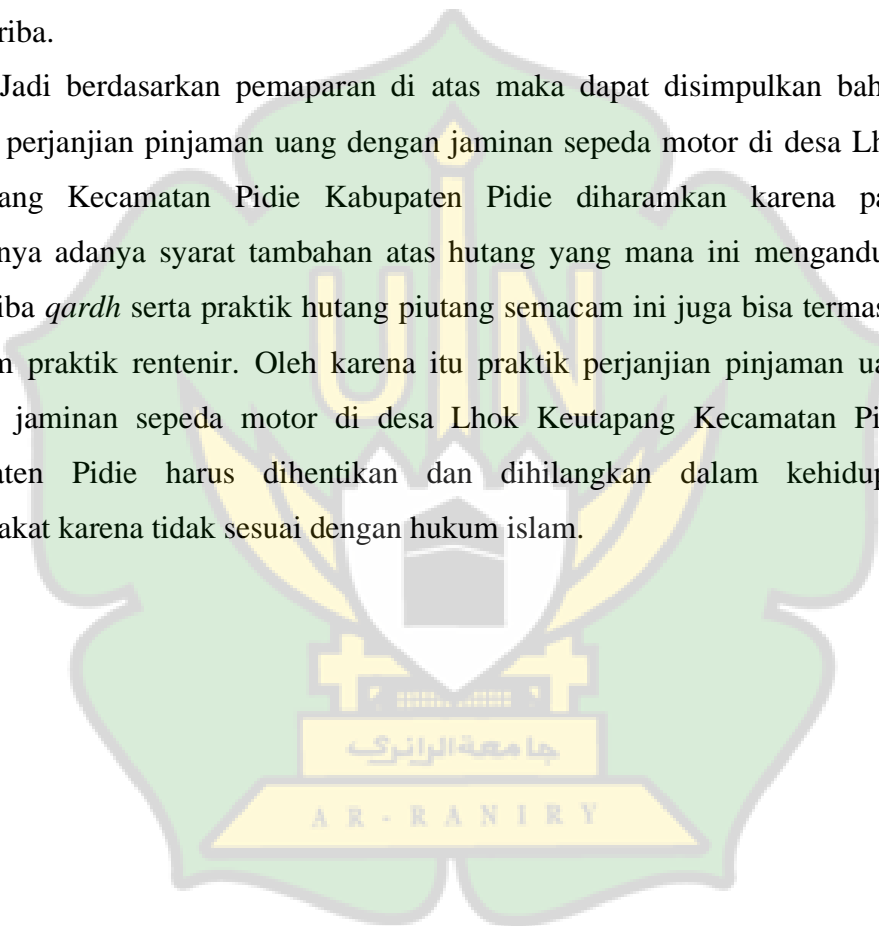 riba.
Jadi berdasarkan pemaparan di atas maka dapat disimpulkan bah
perjanjian pinjaman uang dengan jaminan sepeda motor di desa Lh
ang Kecamatan Pidie Kabupaten Pidie diharamkan karena pa
nya adanya syarat tambahan atas hutang yang mana ini mengandu
iba qardh serta praktik hutang piutang semacam ini juga bisa termas
n praktik rentenir. Oleh karena itu praktik perjanjian pinjaman ua
jaminan sepeda motor di desa Lhok Keutapang Kecamatan Pi
aten Pidie harus dihentikan dan dihilangkan dalam kehidup
akat karena tidak sesuai dengan hukum islam.
UIN
جامعة الرانري
AR-RANIRY